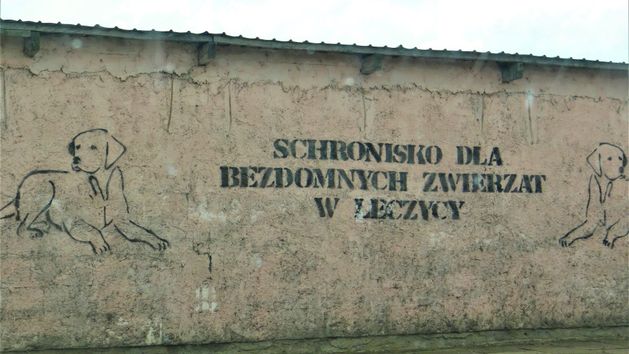 SCHRONISKO DLA
BEZDOMNYCH ZWIERZAT
W LECZYCY